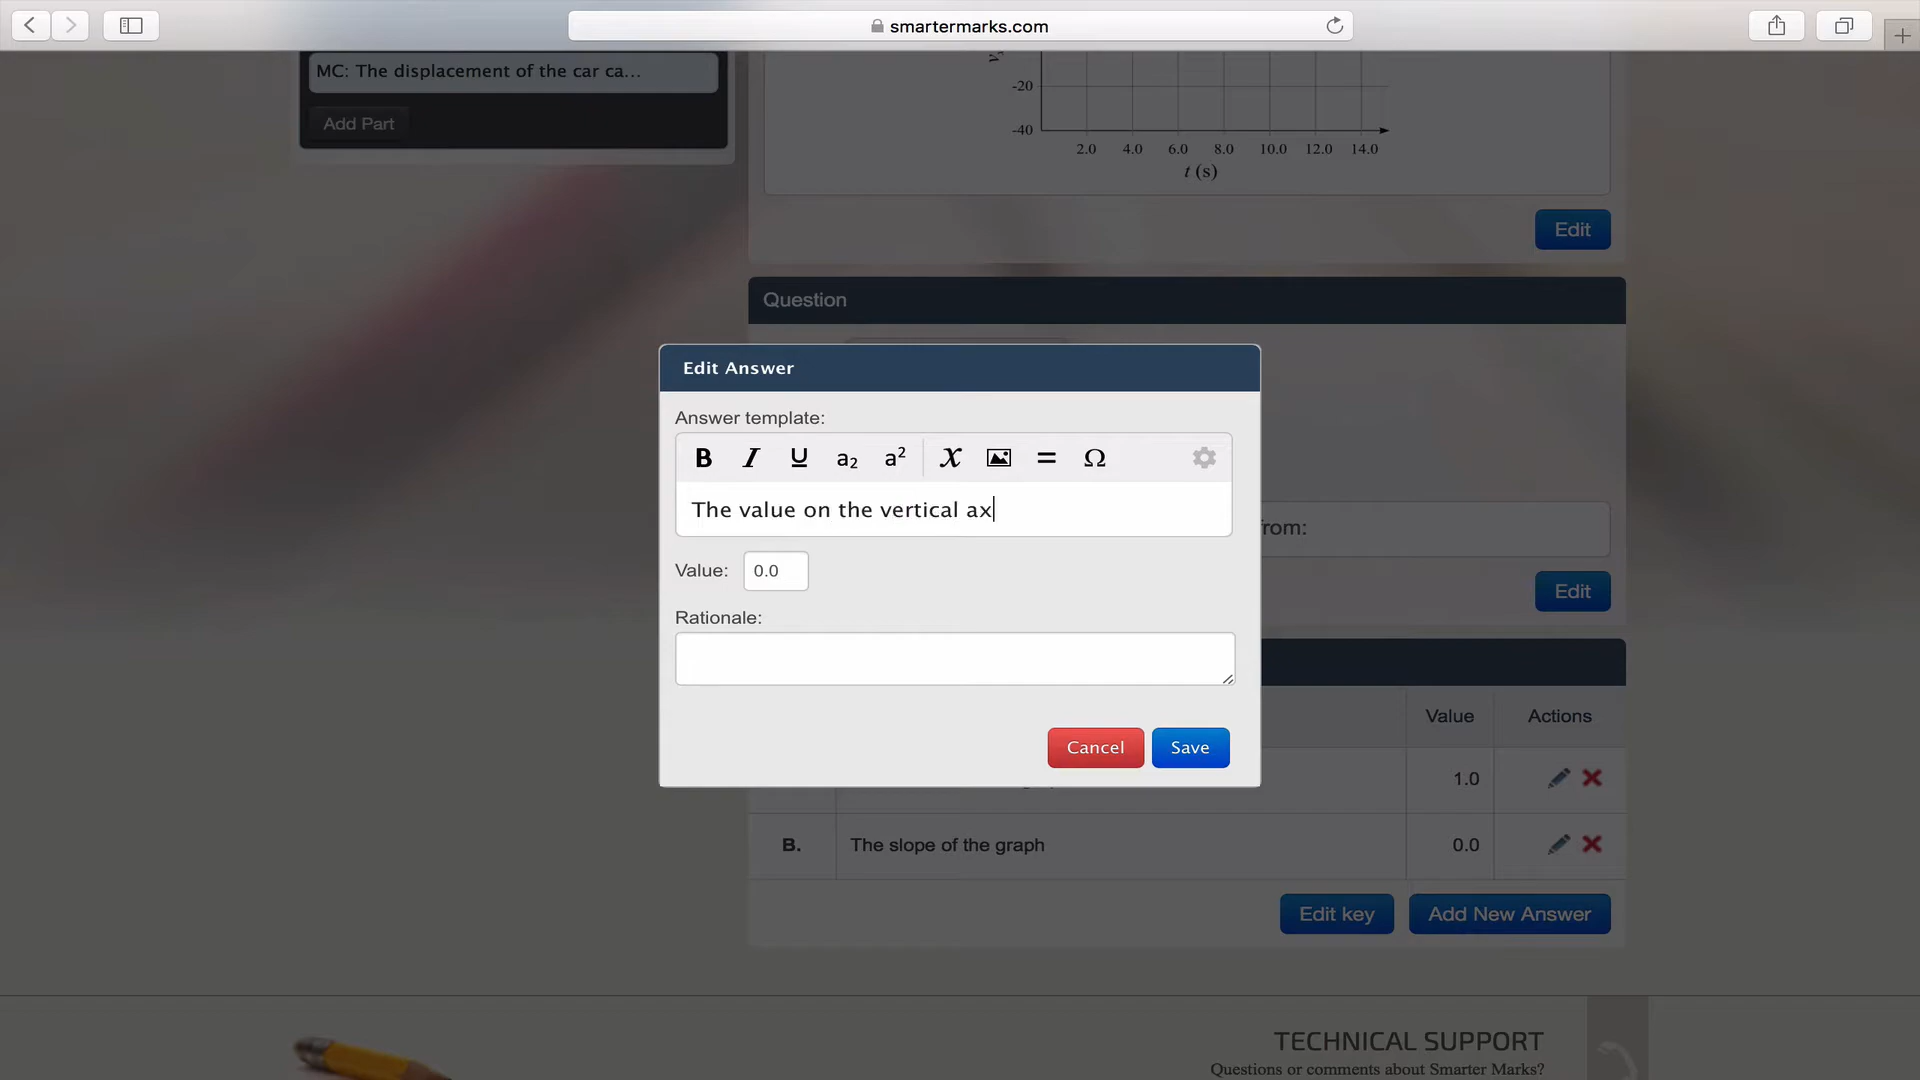 smartermarks.com
MC: The displacement of the car ca...
Add Part
-20
-40
2.0 4.0 6.0 8.0 10.0 12.0 14.0
t (s)
Edit
Question
Edit Answer
Answer template:
B I U a₂ a² X = Ω
The value on the vertical ax
from:
Value: 0.0
Edit
Rationale:
Value Actions
Cancel Save
1.0
B. The slope of the graph 0.0
Edit key Add New Answer
TECHNICAL SUPPORT
Questions or comments about Smarter Marks?